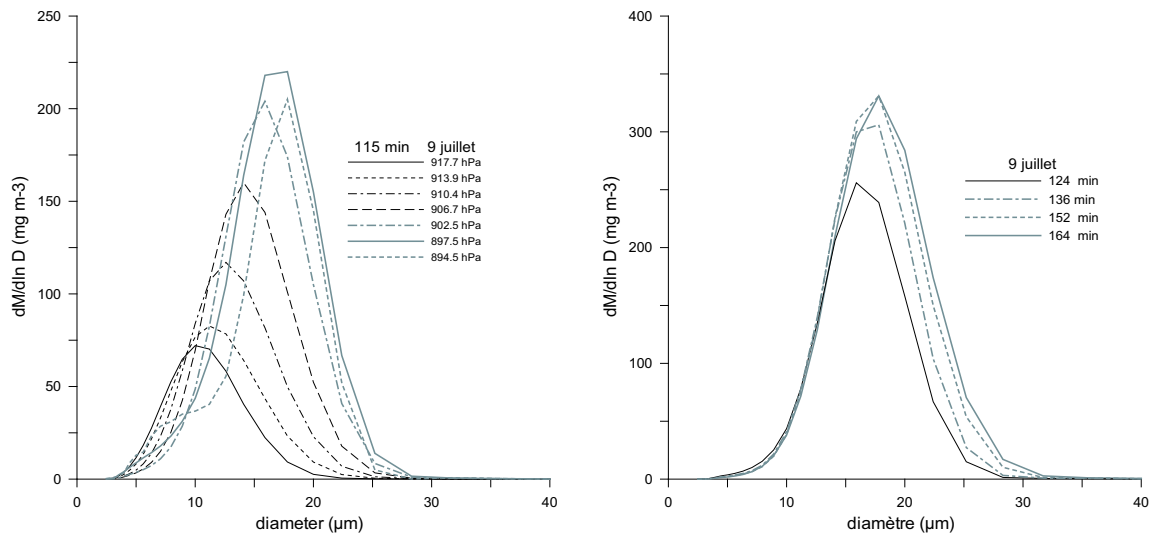 250
200
150
100
50
0
dM/dln D (mg m-3)
0 10 20 30 40
diameter (µm)
115 min 9 juillet
917.7 hPa
913.9 hPa
910.4 hPa
906.7 hPa
902.5 hPa
897.5 hPa
894.5 hPa
400
300
200
100
0
dM/dln D (mg m-3)
0 10 20 30 40
diamètre (µm)
9 juillet
124 min
136 min
152 min
164 min